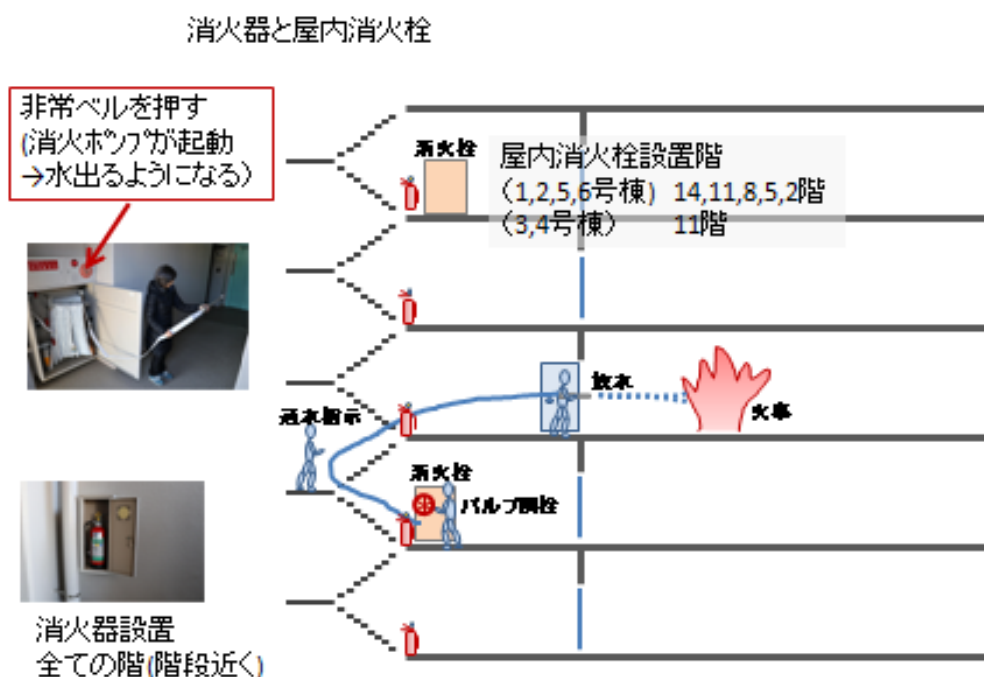 消火器と屋内消火栓
非常ベルを押す
(消火ポンプが起動
→水出るようになる)
消火栓
屋内消火栓設置階
(1,2,5,6号棟) 14,11,8,5,2階
(3,4号棟) 11階
放水
火事
通水指示
消火栓
バルブ開栓
消火器設置
全ての階(階段近く)